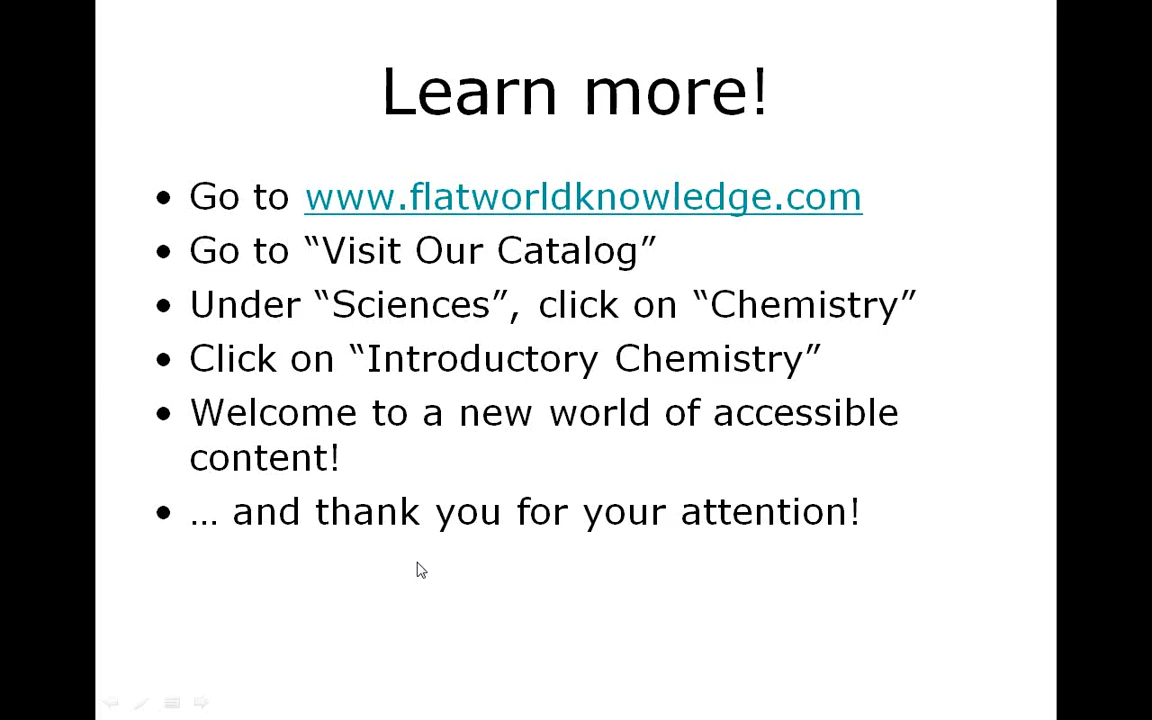 Learn more!
• Go to www.flatworldknowledge.com
• Go to “Visit Our Catalog”
• Under “Sciences”, click on “Chemistry”
• Click on “Introductory Chemistry”
• Welcome to a new world of accessible
content!
• … and thank you for your attention!